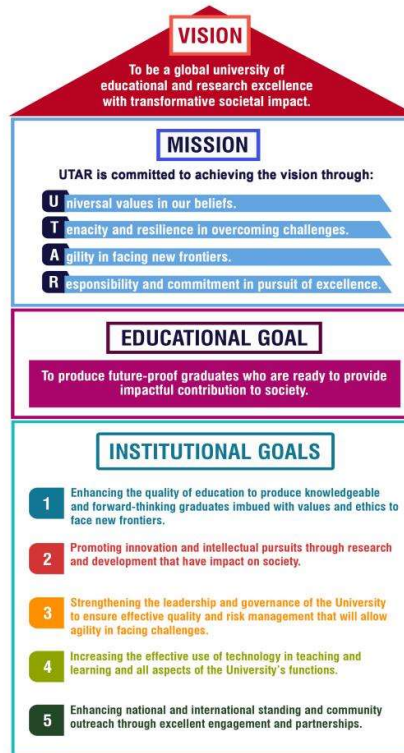 VISION
To be a global university of
educational and research excellence
with transformative societal impact.
MISSION
UTAR is committed to achieving the vision through:
Universal values in our beliefs.
Tenacity and resilience in overcoming challenges.
Agility in facing new frontiers.
Responsibility and commitment in pursuit of excellence.
EDUCATIONAL GOAL
To produce future-proof graduates who are ready to provide
impactful contribution to society.
INSTITUTIONAL GOALS
1 Enhancing the quality of education to produce knowledgeable
and forward-thinking graduates imbued with values and ethics to
face new frontiers.
2 Promoting innovation and intellectual pursuits through research
and development that have impact on society.
3 Strengthening the leadership and governance of the University
to ensure effective quality and risk management that will allow
agility in facing challenges.
4 Increasing the effective use of technology in teaching and
learning and all aspects of the University's functions.
5 Enhancing national and international standing and community
outreach through excellent engagement and partnerships.